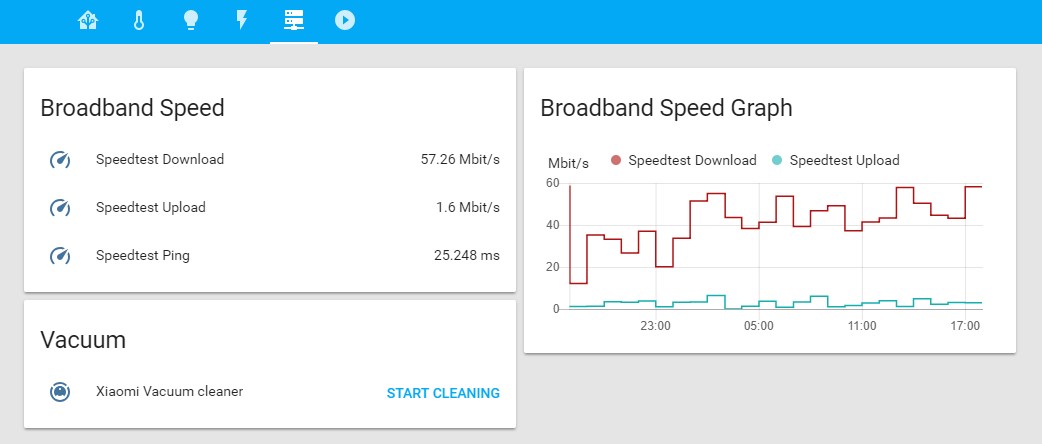 Broadband Speed
Speedtest Download 57.26 Mbit/s
Speedtest Upload 1.6 Mbit/s
Speedtest Ping 25.248 ms
Vacuum
Xiaomi Vacuum cleaner START CLEANING
Broadband Speed Graph
Mbit/s Speedtest Download Speedtest Upload
60
40
20
0
23:00 05:00 11:00 17:00